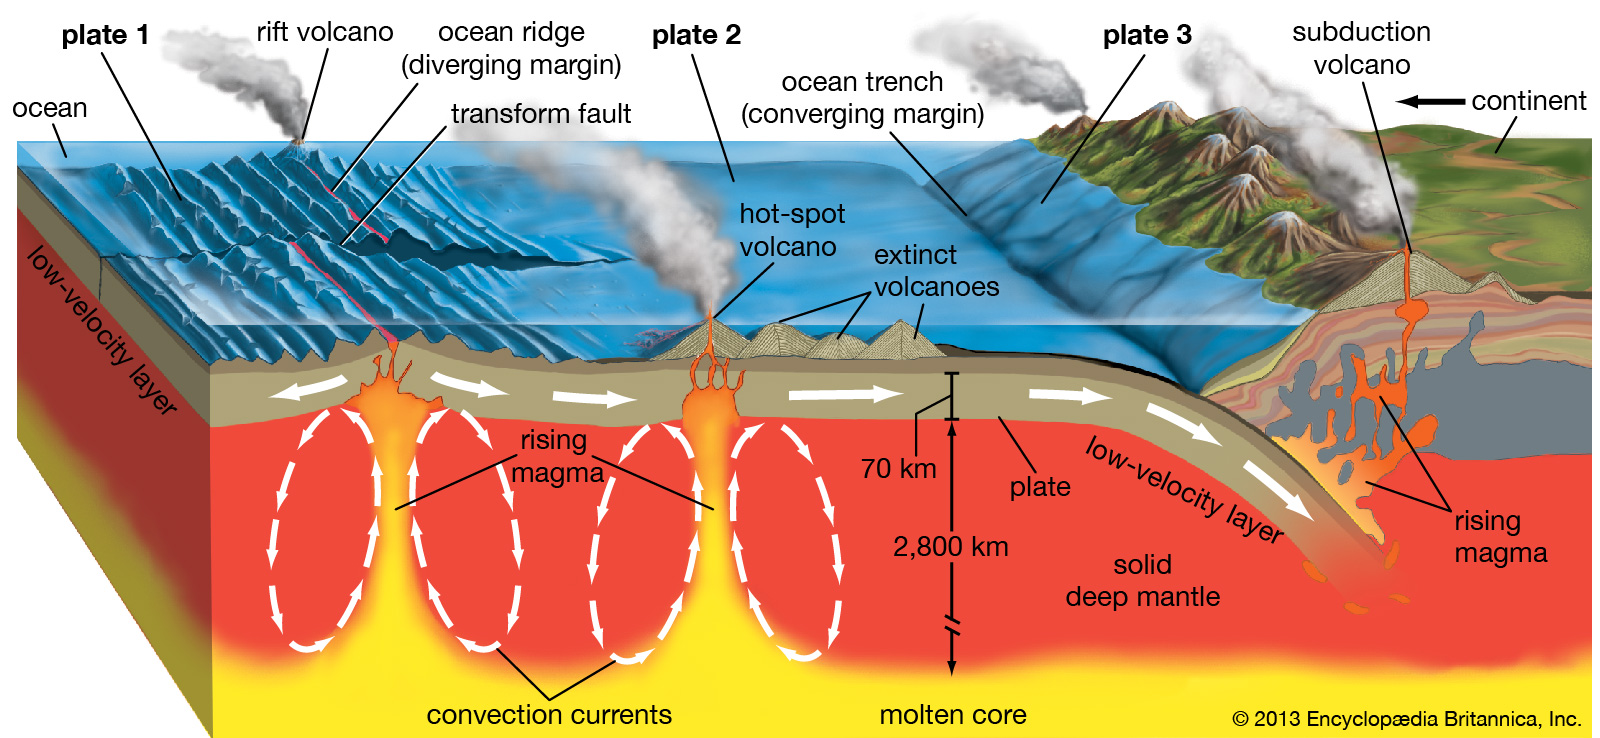 plate 1
rift volcano
ocean ridge
(diverging margin)
plate 2
plate 3
subduction
volcano
ocean
transform fault
ocean trench
(converging margin)
continent
hot-spot
volcano
extinct
volcanoes
low-velocity layer
rising
magma
70 km
plate
low-velocity layer
2,800 km
solid
deep mantle
rising
magma
convection currents
molten core
© 2013 Encyclopædia Britannica, Inc.